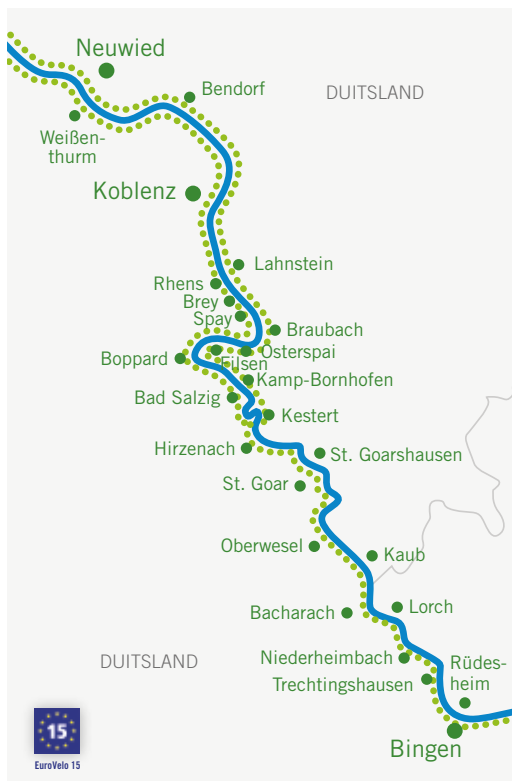 Neuwied
Bendorf
DUITSLAND
Weißen-
thurm
Koblenz
Lahnstein
Rhens
Brey
Spay
Braubach
Osterspai
Boppard
Filsen
Kamp-Bornhofen
Bad Salzig
Kestert
Hirzenach
St. Goarshausen
St. Goar
Oberwesel
Kaub
Bacharach
Lorch
DUITSLAND
Niederheimbach
Rüdes-
heim
Trechtingshausen
15
Bingen
EuroVelo 15